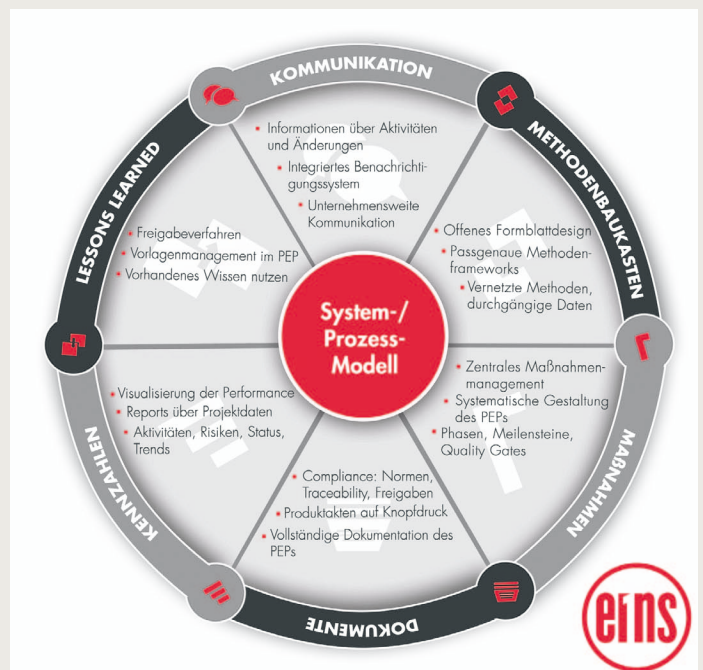 KOMMUNIKATION
• Informationen über Aktivitäten
und Änderungen
• Integriertes Benachrichti-
gungssystem
• Unternehmensweite
Kommunikation
METHODENBAUKASTEN
• Offenes Formblattdesign
• Passgenaue Methoden-
frameworks
• Vernetzte Methoden,
durchgängige Daten
MAẞNAHMEN
• Zentrales Maßnahmen-
management
• Systematische Gestaltung
des PEPs
• Phasen, Meilensteine,
Quality Gates
DOKUMENTE
• Compliance: Normen,
Traceability, Freigaben
• Produktakten auf Knopfdruck
• Vollständige Dokumentation des
PEPs
KENNZAHLEN
• Visualisierung der Performance
• Reports über Projektdaten
• Aktivitäten, Risiken, Status,
Trends
LESSONS LEARNED
• Freigabeverfahren
• Vorlagenmanagement im PEP
• Vorhandenes Wissen nutzen
System-/
Prozess-
Modell
eins